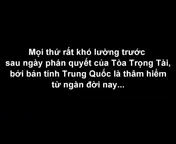 Mọi thứ rất khó lường trước
sau ngày phán quyết của Tòa Trọng Tài,
bởi bản tính Trung Quốc là thâm hiểm
từ ngàn đời nay...